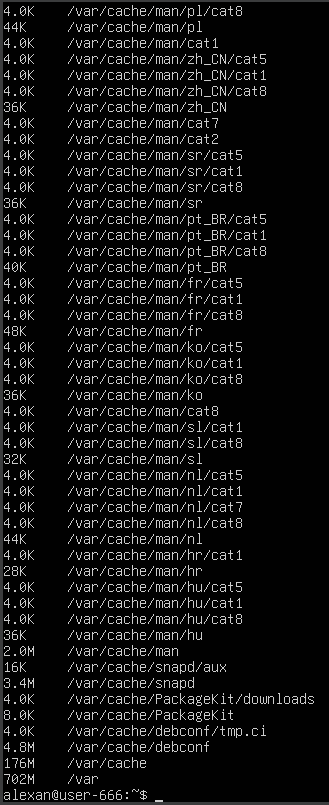 4.0K /var/cache/man/pl/cat8
44K /var/cache/man/pl
4.0K /var/cache/man/cat1
4.0K /var/cache/man/zh_CN/cat5
4.0K /var/cache/man/zh_CN/cat1
4.0K /var/cache/man/zh_CN/cat8
36K /var/cache/man/zh_CN
4.0K /var/cache/man/cat7
4.0K /var/cache/man/cat2
4.0K /var/cache/man/sr/cat5
4.0K /var/cache/man/sr/cat1
4.0K /var/cache/man/sr/cat8
36K /var/cache/man/sr
4.0K /var/cache/man/pt_BR/cat5
4.0K /var/cache/man/pt_BR/cat1
4.0K /var/cache/man/pt_BR/cat8
40K /var/cache/man/pt_BR
4.0K /var/cache/man/fr/cat5
4.0K /var/cache/man/fr/cat1
4.0K /var/cache/man/fr/cat8
48K /var/cache/man/fr
4.0K /var/cache/man/ko/cat5
4.0K /var/cache/man/ko/cat1
4.0K /var/cache/man/ko/cat8
36K /var/cache/man/ko
4.0K /var/cache/man/cat8
4.0K /var/cache/man/sl/cat1
4.0K /var/cache/man/sl/cat8
32K /var/cache/man/sl
4.0K /var/cache/man/nl/cat5
4.0K /var/cache/man/nl/cat1
4.0K /var/cache/man/nl/cat7
4.0K /var/cache/man/nl/cat8
44K /var/cache/man/nl
4.0K /var/cache/man/hr/cat1
28K /var/cache/man/hr
4.0K /var/cache/man/hu/cat5
4.0K /var/cache/man/hu/cat1
4.0K /var/cache/man/hu/cat8
36K /var/cache/man/hu
2.0M /var/cache/man
16K /var/cache/snapd/aux
3.4M /var/cache/snapd
4.0K /var/cache/PackageKit/downloads
8.0K /var/cache/PackageKit
4.0K /var/cache/debconf/tmp.ci
4.8M /var/cache/debconf
176M /var/cache
702M /var
alexan@user-666:~$ _